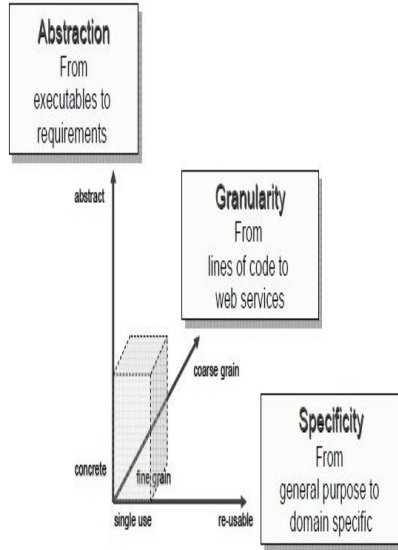 Abstraction
From
executables to
requirements
abstract
Granularity
From
lines of code to
web services
coarse grain
Specificity
From
general purpose to
domain specific
concrete
fine grain
single use
re-usable